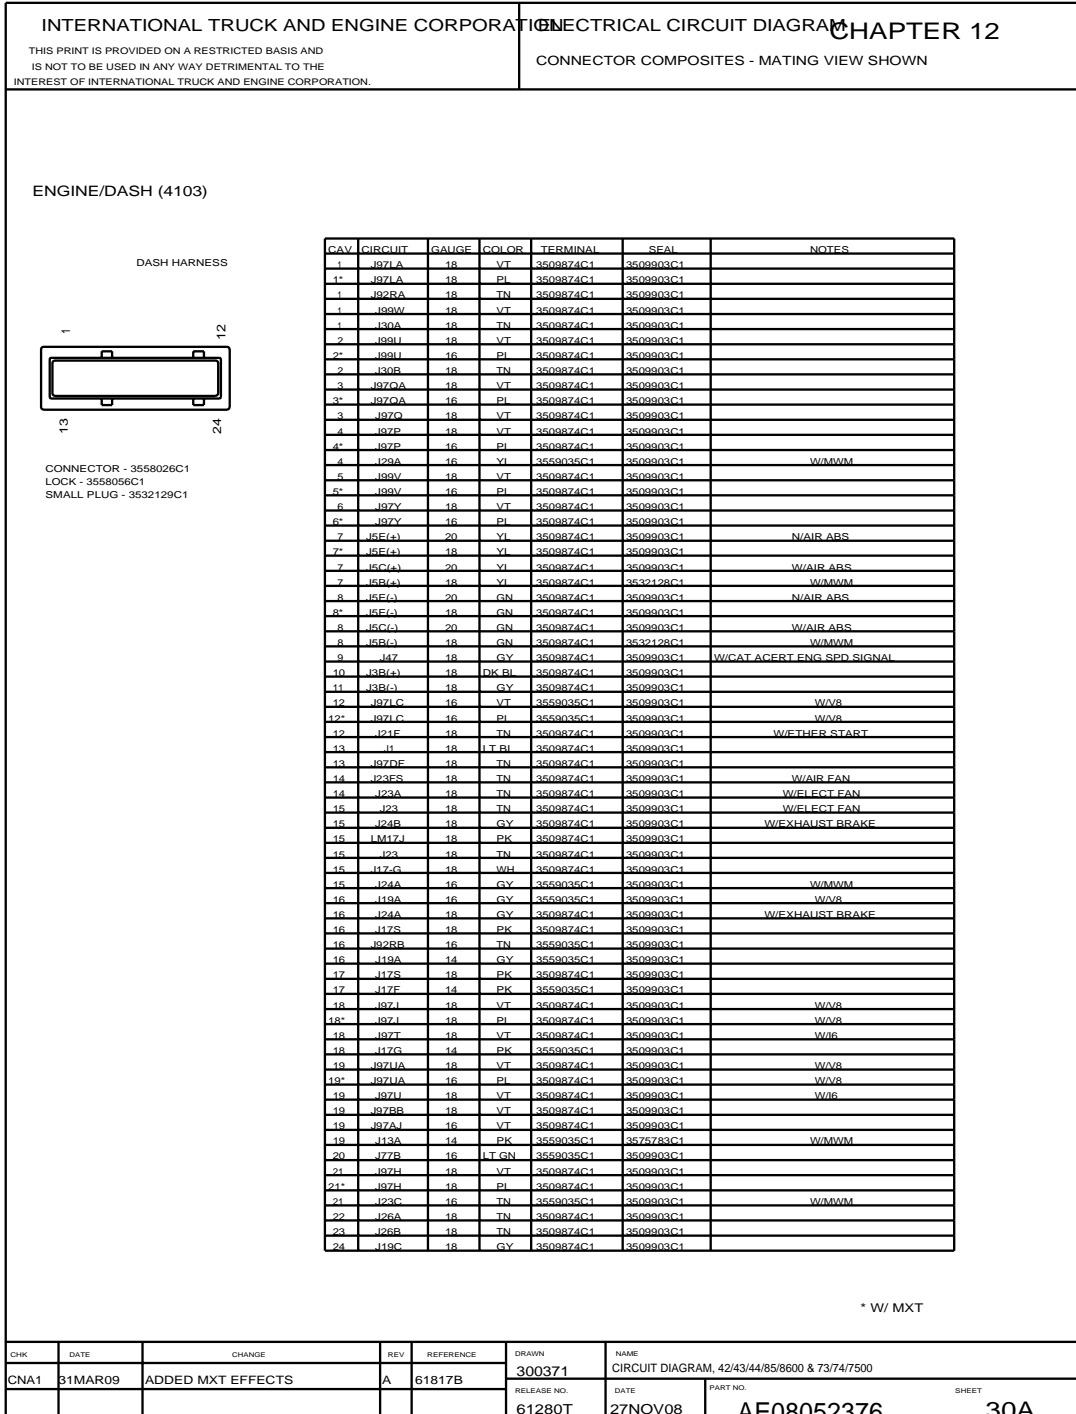 INTERNATIONAL TRUCK AND ENGINE CORPORATION
THIS PRINT IS PROVIDED ON A RESTRICTED BASIS AND
IS NOT TO BE USED IN ANY WAY DETRIMENTAL TO THE
INTEREST OF INTERNATIONAL TRUCK AND ENGINE CORPORATION.
ELECTRICAL CIRCUIT DIAGRAM
CHAPTER 12
CONNECTOR COMPOSITES - MATING VIEW SHOWN
ENGINE/DASH (4103)
DASH HARNESS
1 12
13 24
CONNECTOR - 3558026C1
LOCK - 3558056C1
SMALL PLUG - 3532129C1
CAV CIRCUIT GAUGE COLOR TERMINAL SEAL NOTES
1 J97LA 18 VT 3509874C1 3509903C1
1* J97LA 18 PL 3509874C1 3509903C1
1 J92RA 18 TN 3509874C1 3509903C1
1 J99W 18 VT 3509874C1 3509903C1
1 J30A 18 TN 3509874C1 3509903C1
2 J99U 18 VT 3509874C1 3509903C1
2* J99U 16 PL 3509874C1 3509903C1
2 J30B 18 TN 3509874C1 3509903C1
3 J97QA 18 VT 3509874C1 3509903C1
3* J97QA 16 PL 3509874C1 3509903C1
3 J97Q 18 VT 3509874C1 3509903C1
4 J97P 18 VT 3509874C1 3509903C1
4* J97P 16 PL 3509874C1 3509903C1
4 J29A 16 YL 3559035C1 3509903C1 W/MWM
5 J99V 18 VT 3509874C1 3509903C1
5* J99V 16 PL 3509874C1 3509903C1
6 J97Y 18 VT 3509874C1 3509903C1
6* J97Y 16 PL 3509874C1 3509903C1
7 J5E(+) 20 YL 3509874C1 3509903C1 N/AIR ABS
7* J5E(+) 18 YL 3509874C1 3509903C1
7 J5C(+) 20 YL 3509874C1 3509903C1 W/AIR ABS
7 J5B(+) 18 YL 3509874C1 3532128C1 W/MWM
8 J5E(-) 20 GN 3509874C1 3509903C1 N/AIR ABS
8* J5E(-) 18 GN 3509874C1 3509903C1
8 J5C(-) 20 GN 3509874C1 3509903C1 W/AIR ABS
8 J5B(-) 18 GN 3509874C1 3532128C1 W/MWM
9 J47 18 GY 3509874C1 3509903C1 W/CAT ACERT ENG SPD SIGNAL
10 J3B(+) 18 DK BL 3509874C1 3509903C1
11 J3B(-) 18 GY 3509874C1 3509903C1
12 J97LC 16 VT 3559035C1 3509903C1 W/V8
12* J97LC 16 PL 3559035C1 3509903C1 W/V8
12 J21F 18 TN 3509874C1 3509903C1 W/ETHER START
13 J1 18 LT BL 3509874C1 3509903C1
13 J97DF 18 TN 3509874C1 3509903C1
14 J23FS 18 TN 3509874C1 3509903C1 W/AIR FAN
14 J23A 18 TN 3509874C1 3509903C1 W/ELECT FAN
15 J23 18 TN 3509874C1 3509903C1 W/ELECT FAN
15 J24B 18 GY 3509874C1 3509903C1 W/EXHAUST BRAKE
15 LM17J 18 PK 3509874C1 3509903C1
15 J23 18 TN 3509874C1 3509903C1
15 J17-G 18 WH 3509874C1 3509903C1
15 J24A 16 GY 3559035C1 3509903C1 W/MWM
16 J19A 16 GY 3559035C1 3509903C1 W/V8
16 J24A 18 GY 3509874C1 3509903C1 W/EXHAUST BRAKE
16 J17S 18 PK 3509874C1 3509903C1
16 J92RB 16 TN 3559035C1 3509903C1
16 J19A 14 GY 3559035C1 3509903C1
17 J17S 18 PK 3509874C1 3509903C1
17 J17F 14 PK 3559035C1 3509903C1
18 J97J 18 VT 3509874C1 3509903C1 W/V8
18* J97J 18 PL 3509874C1 3509903C1 W/V8
18 J97T 18 VT 3509874C1 3509903C1 W/I6
18 J17G 14 PK 3559035C1 3509903C1
19 J97UA 18 VT 3509874C1 3509903C1 W/V8
19* J97UA 16 PL 3509874C1 3509903C1 W/V8
19 J97U 18 VT 3509874C1 3509903C1 W/I6
19 J97BB 18 VT 3509874C1 3509903C1
19 J97AJ 16 VT 3509874C1 3509903C1
19 J13A 14 PK 3559035C1 3575783C1 W/MWM
20 J77B 16 LT GN 3559035C1 3509903C1
21 J97H 18 VT 3509874C1 3509903C1
21* J97H 18 PL 3509874C1 3509903C1
21 J23C 16 TN 3559035C1 3509903C1 W/MWM
22 J26A 18 TN 3509874C1 3509903C1
23 J26B 18 TN 3509874C1 3509903C1
24 J19C 18 GY 3509874C1 3509903C1
* W/ MXT
CHK DATE CHANGE REV REFERENCE
CNA1 31MAR09 ADDED MXT EFFECTS A 61817B
DRAWN
300371
NAME
CIRCUIT DIAGRAM, 42/43/44/85/8600 & 73/74/7500
RELEASE NO. DATE PART NO. SHEET
61280T 27NOV08 AE08052376 30A